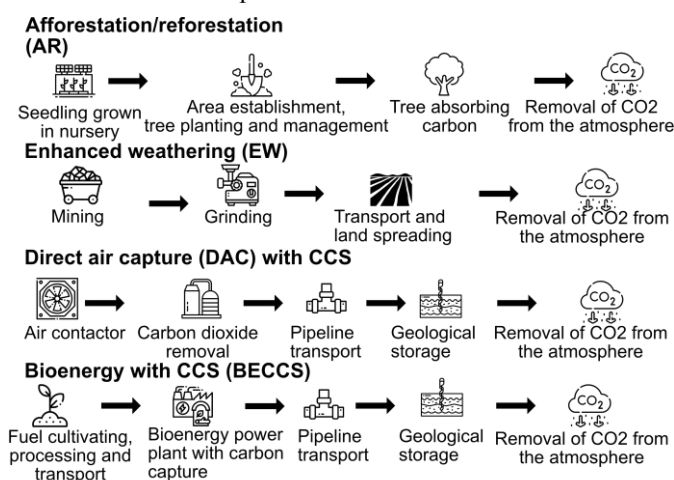 Afforestation/reforestation
(AR)
CO₂
Seedling grown
in nursery
Area establishment,
tree planting and management
Tree absorbing
carbon
Removal of CO2
from the atmosphere
Enhanced weathering (EW)
CO₂
Mining
Grinding
Transport and
land spreading
Removal of CO2 from
the atmosphere
Direct air capture (DAC) with CCS
CO₂
Air contactor
Carbon dioxide
removal
Pipeline
transport
Geological
storage
Removal of CO2 from
the atmosphere
Bioenergy with CCS (BECCS)
CO₂
Fuel cultivating,
processing and
transport
Bioenergy power
plant with carbon
capture
Pipeline
transport
Geological
storage
Removal of CO2 from
the atmosphere